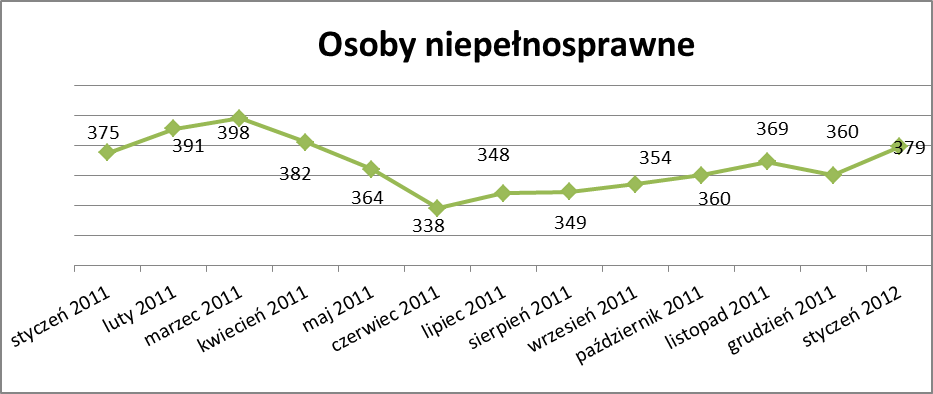 Osoby niepełnosprawne
375
391
398
382
364
338
348
349
354
360
369
360
379
styczeń 2011
luty 2011
marzec 2011
kwiecień 2011
maj 2011
czerwiec 2011
lipiec 2011
sierpień 2011
wrzesień 2011
październik 2011
listopad 2011
grudzień 2011
styczeń 2012